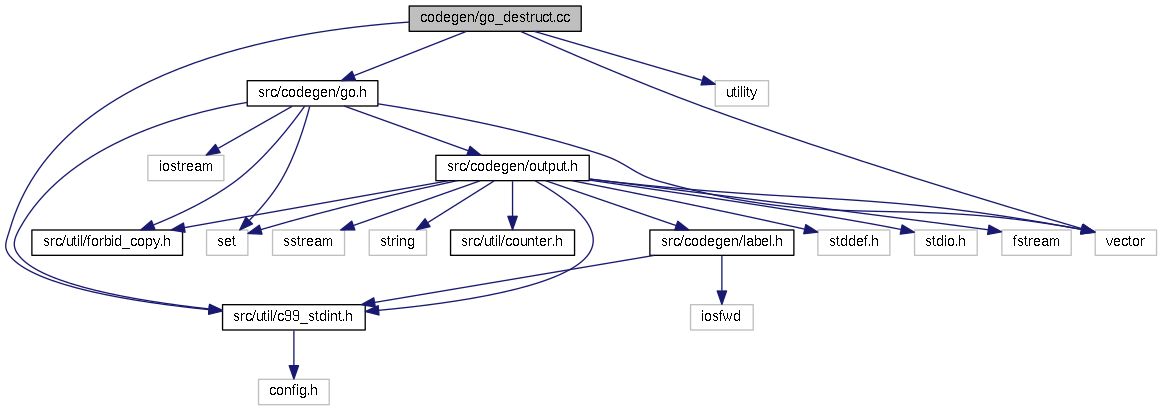 codegen/go_destruct.cc
src/codegen/go.h
utility
iostream
src/codegen/output.h
src/util/forbid_copy.h
set
sstream
string
src/util/counter.h
src/codegen/label.h
stddef.h
stdio.h
fstream
vector
src/util/c99_stdint.h
iosfwd
config.h